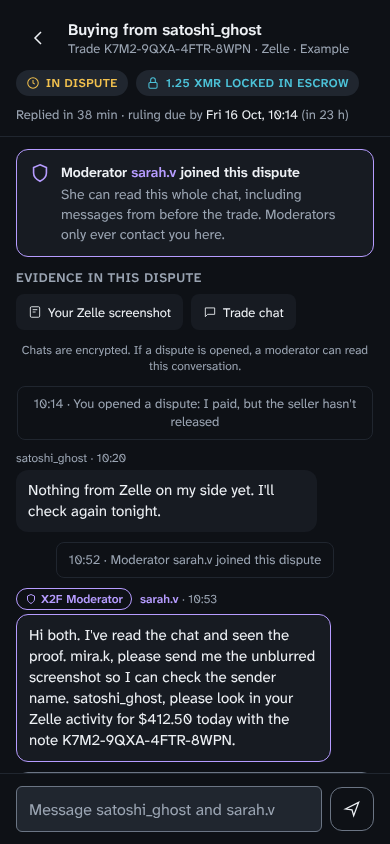 Buying from satoshi_ghost
Trade K7M2-9QXA-4FTR-8WPN · Zelle · Example
IN DISPUTE
1.25 XMR LOCKED IN ESCROW
Replied in 38 min · ruling due by Fri 16 Oct, 10:14 (in 23 h)
Moderator sarah.v joined this dispute
She can read this whole chat, including
messages from before the trade. Moderators
only ever contact you here.
EVIDENCE IN THIS DISPUTE
Your Zelle screenshot
Trade chat
Chats are encrypted. If a dispute is opened, a moderator can read
this conversation.
10:14 · You opened a dispute: I paid, but the seller hasn't
released
satoshi_ghost · 10:20
Nothing from Zelle on my side yet. I'll
check again tonight.
10:52 · Moderator sarah.v joined this dispute
X2F Moderator sarah.v · 10:53
Hi both. I've read the chat and seen the
proof. mira.k, please send me the unblurred
screenshot so I can check the sender
name. satoshi_ghost, please look in your
Zelle activity for $412.50 today with the
note K7M2-9QXA-4FTR-8WPN.
Message satoshi_ghost and sarah.v